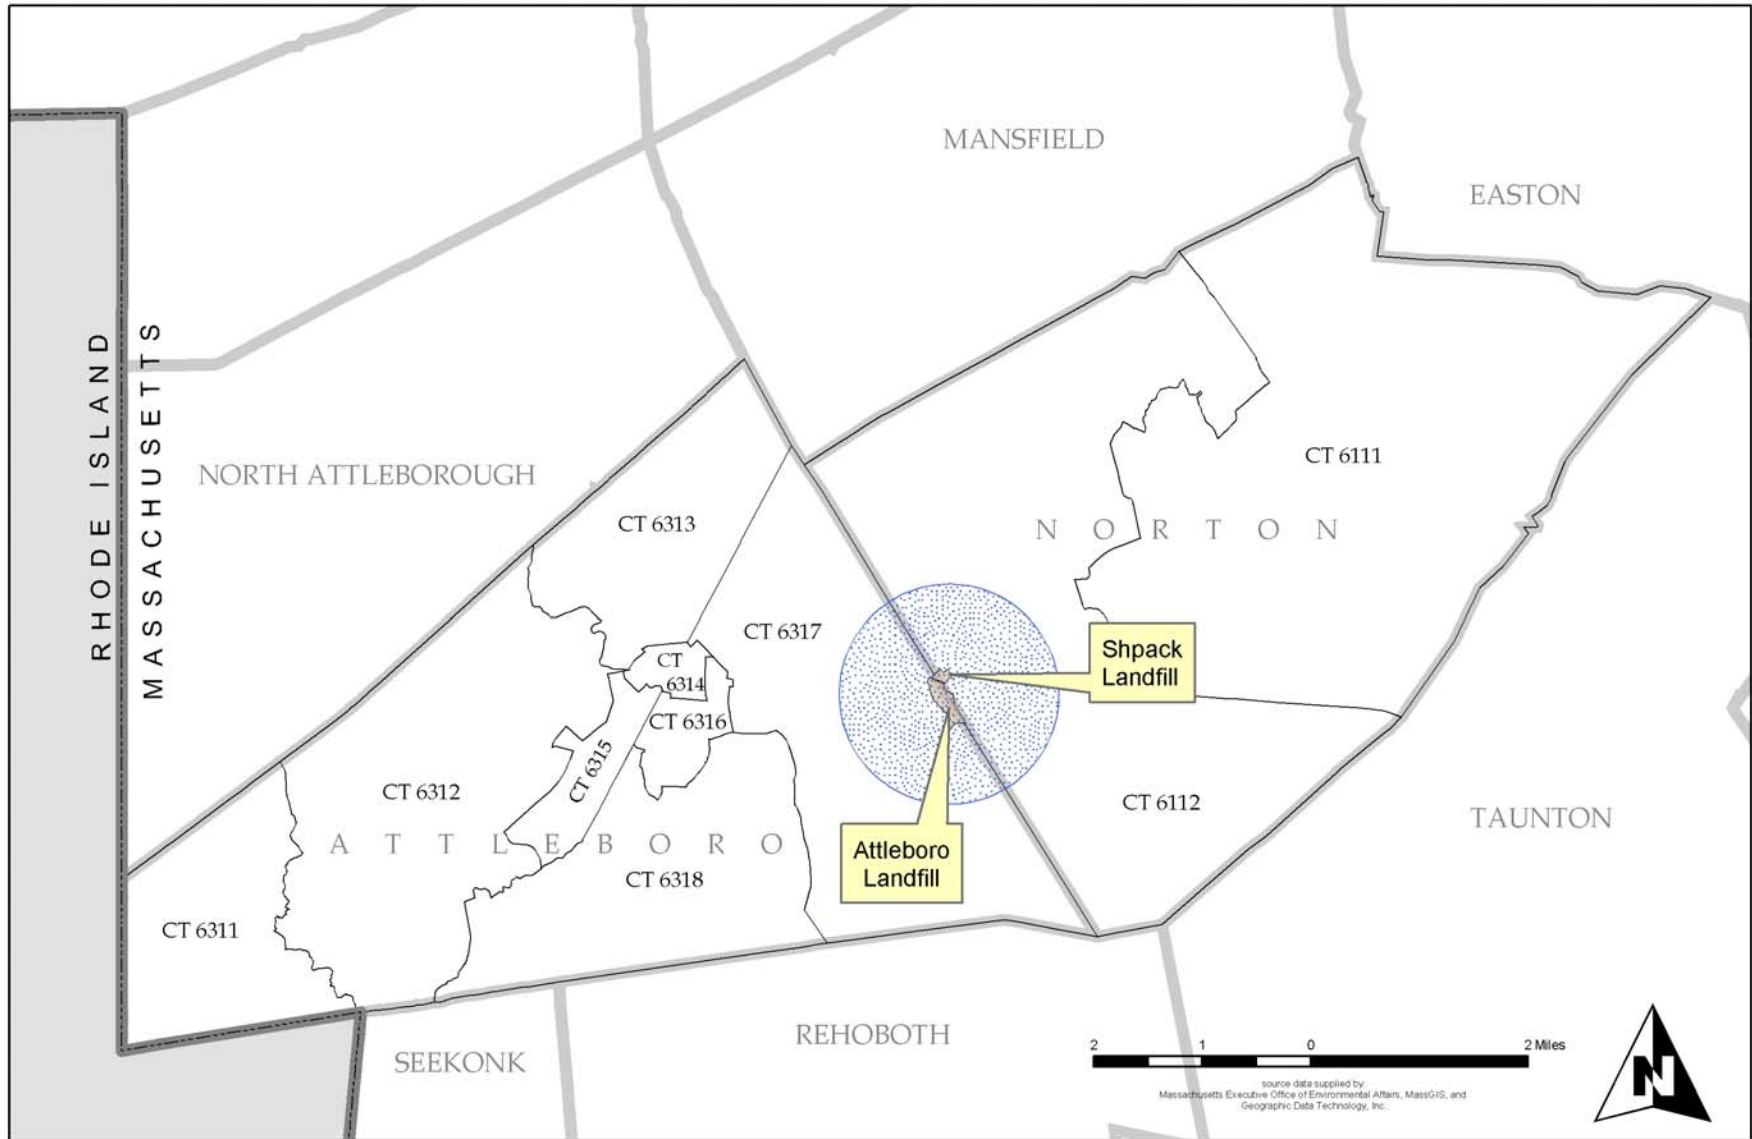 MANSFIELD
EASTON
RHODE ISLAND
MASSACHUSETTS
NORTH ATTLEBOROUGH
CT 6111
CT 6313
NORTON
CT 6317
Shpack
Landfill
CT
6314
CT 6316
CT 6315
CT 6312
CT 6112
TAUNTON
ATTLEBORO
Attleboro
Landfill
CT 6318
CT 6311
REHOBOTH
SEEKONK
2 1 0 2 Miles
source data supplied by:
Massachusetts Executive Office of Environmental Affairs, MassGIS, and
Geographic Data Technology, Inc.
N